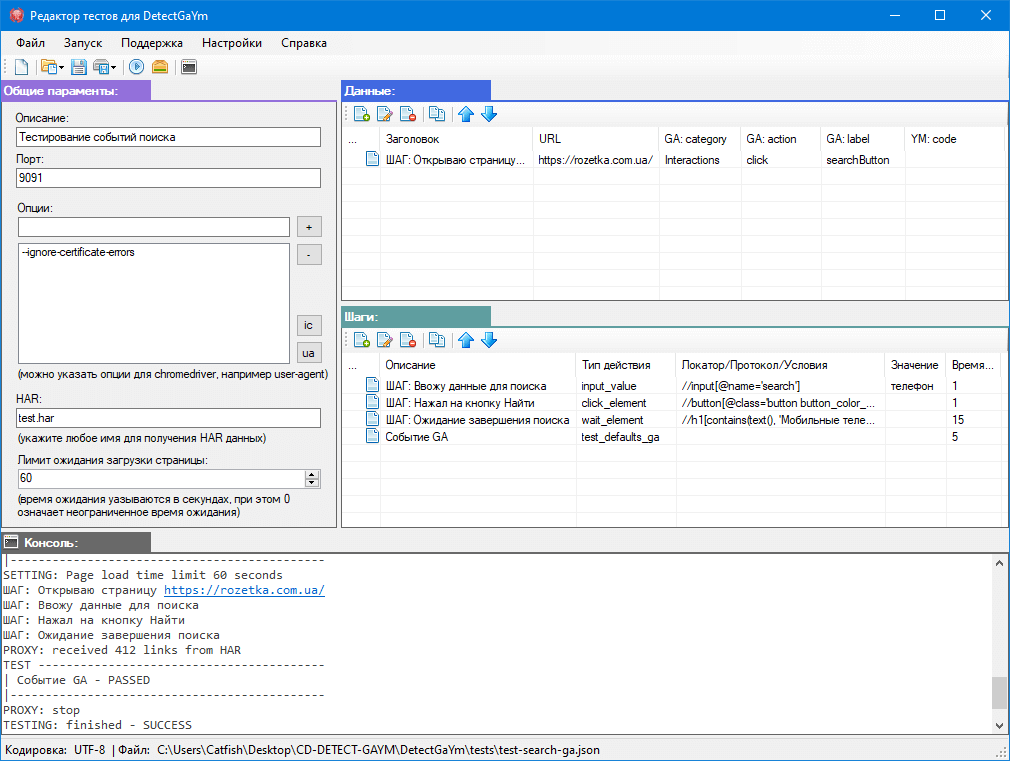 Редактор тестов для DetectGaYm
Файл Запуск Поддержка Настройки Справка
Общие параменты:
Описание:
Тестирование событий поиска
Порт:
9091
Опции:
+
--ignore-certificate-errors
-
ic
ua
(можно указать опции для chromedriver, например user-agent)
HAR:
test.har
(укажите любое имя для получения HAR данных)
Лимит ожидания загрузки страницы:
60
(время ожидания уазываются в секундах, при этом 0
означает неограниченное время ожидания)
Данные:
... Заголовок URL GA: category GA: action GA: label YM: code
ШАГ: Открываю страницу... https://rozetka.com.ua/ Interactions click searchButton
Шаги:
... Описание Тип действия Локатор/Протокол/Условия Значение Время...
ШАГ: Ввожу данные для поиска input_value //input[@name='search'] телефон 1
ШАГ: Нажал на кнопку Найти click_element //button[@class='button button_color_... 1
ШАГ: Ожидание завершения поиска wait_element //h1[contains(text(), 'Мобильные теле... 15
Событие GA test_defaults_ga 5
Консоль:
|------------------------------------------
SETTING: Page load time limit 60 seconds
ШАГ: Открываю страницу https://rozetka.com.ua/
ШАГ: Ввожу данные для поиска
ШАГ: Нажал на кнопку Найти
ШАГ: Ожидание завершения поиска
PROXY: received 412 links from HAR
TEST --------------------------------------
| Событие GA - PASSED
|------------------------------------------
PROXY: stop
TESTING: finished - SUCCESS
Кодировка: UTF-8 | Файл: C:\Users\Catfish\Desktop\CD-DETECT-GAYM\DetectGaYm\tests\test-search-ga.json